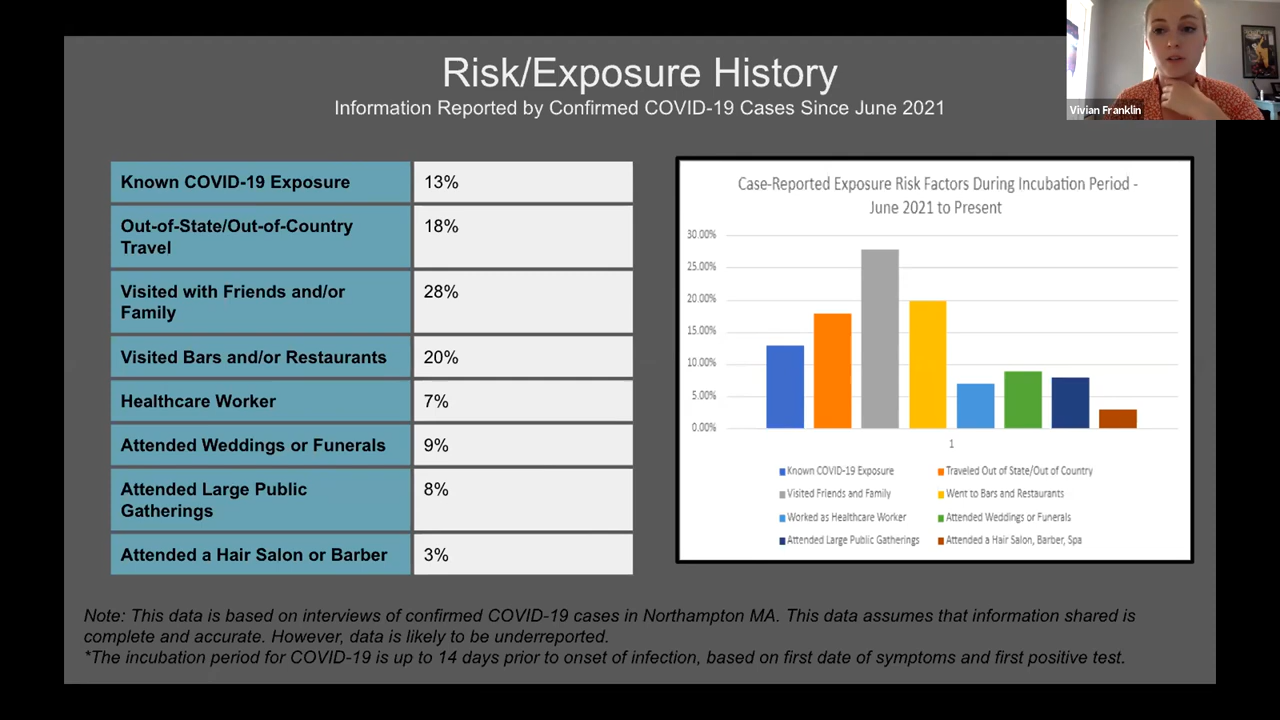 Risk/Exposure History
Information Reported by Confirmed COVID-19 Cases Since June 2021
Vivian Franklin
Known COVID-19 Exposure
13%
Out-of-State/Out-of-Country
Travel
18%
Visited with Friends and/or
Family
28%
Visited Bars and/or Restaurants
20%
Healthcare Worker
7%
Attended Weddings or Funerals
9%
Attended Large Public
Gatherings
8%
Attended a Hair Salon or Barber
3%
Case-Reported Exposure Risk Factors During Incubation Period -
June 2021 to Present
30.00%
25.00%
20.00%
15.00%
10.00%
5.00%
0.00%
1
Known COVID-19 Exposure
Traveled Out of State/Out of Country
Visited Friends and Family
Went to Bars and Restaurants
Worked as Healthcare Worker
Attended Weddings or Funerals
Attended Large Public Gatherings
Attended a Hair Salon, Barber, Spa
Note: This data is based on interviews of confirmed COVID-19 cases in Northampton MA. This data assumes that information shared is
complete and accurate. However, data is likely to be underreported.
*The incubation period for COVID-19 is up to 14 days prior to onset of infection, based on first date of symptoms and first positive test.